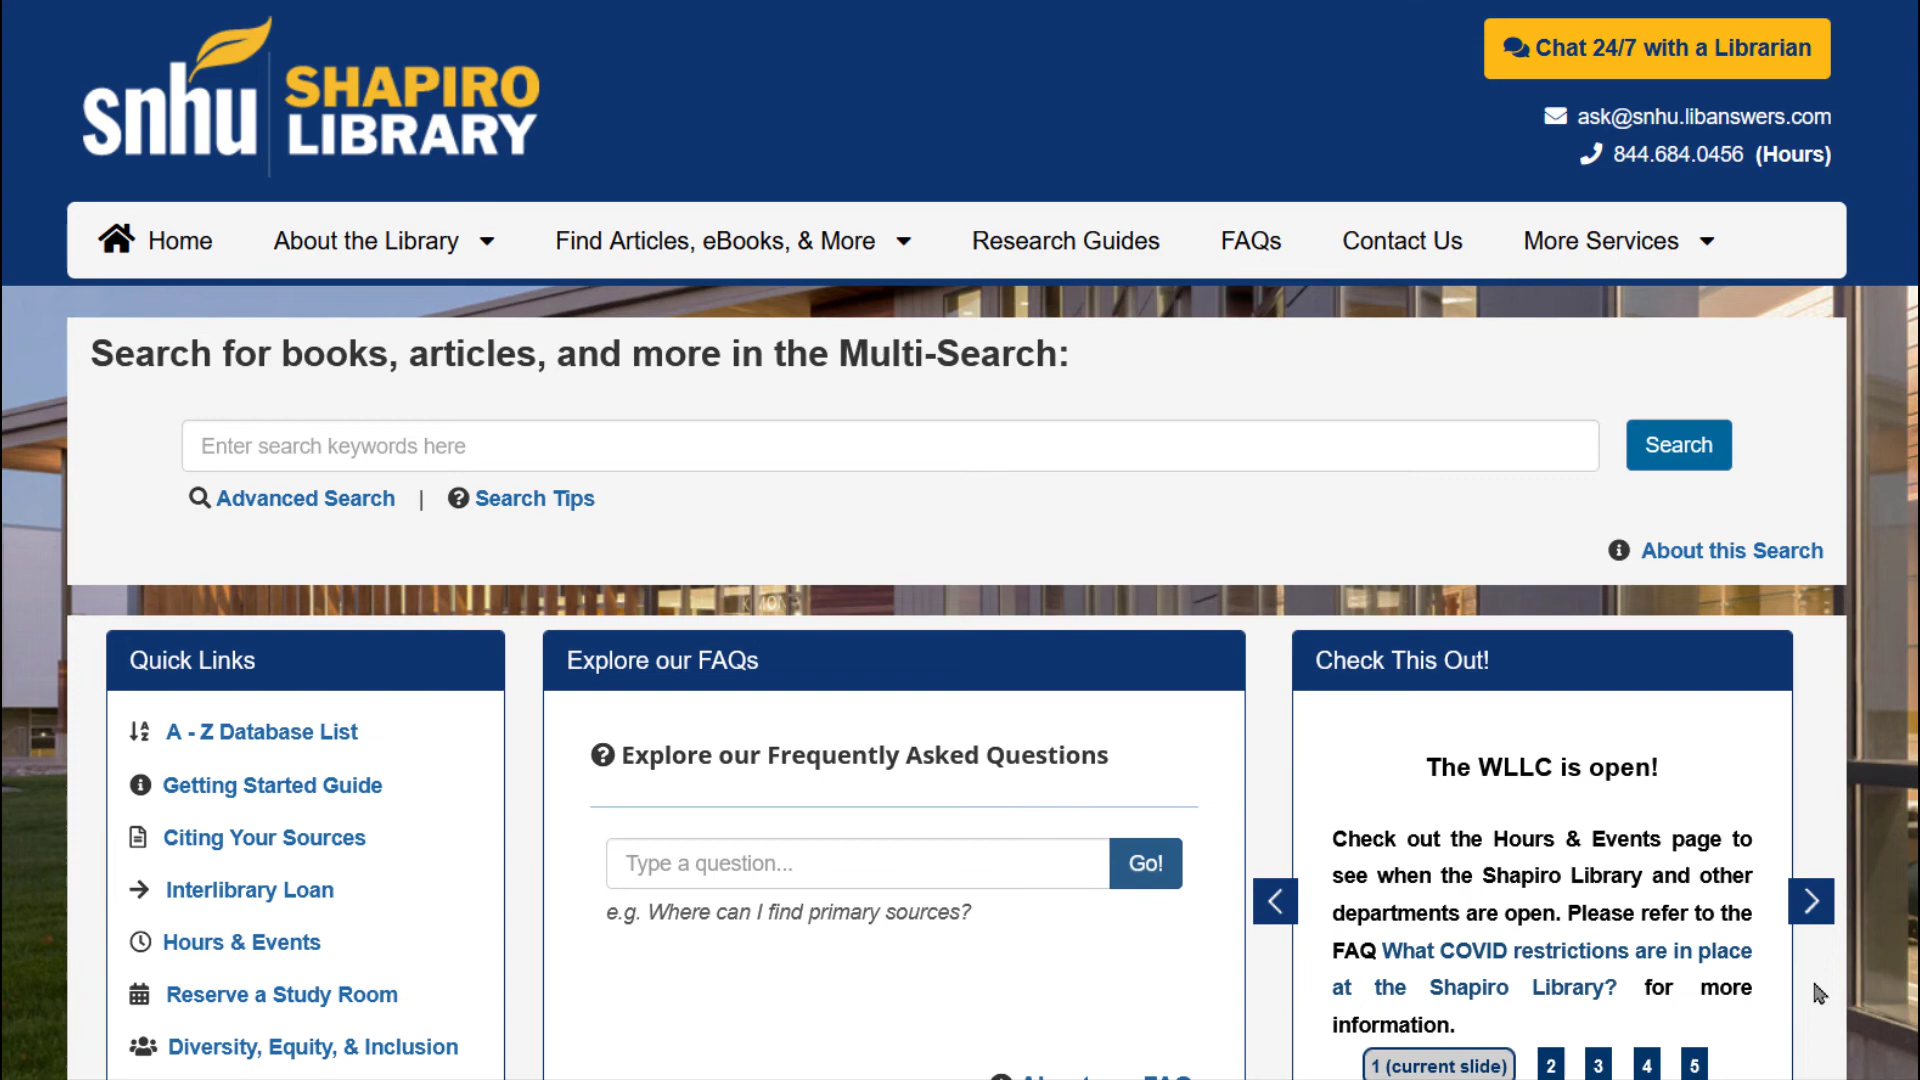 snhu SHAPIRO LIBRARY
Chat 24/7 with a Librarian
ask@snhu.libanswers.com
844.684.0456 (Hours)
Home About the Library Find Articles, eBooks, & More Research Guides FAQs Contact Us More Services
Search for books, articles, and more in the Multi-Search:
Enter search keywords here Search
Advanced Search | Search Tips
About this Search
Quick Links
A - Z Database List
Getting Started Guide
Citing Your Sources
Interlibrary Loan
Hours & Events
Reserve a Study Room
Diversity, Equity, & Inclusion
Explore our FAQs
Explore our Frequently Asked Questions
Type a question... Go!
e.g. Where can I find primary sources?
Check This Out!
The WLLC is open!
Check out the Hours & Events page to
see when the Shapiro Library and other
departments are open. Please refer to the
FAQ What COVID restrictions are in place
at the Shapiro Library? for more
information.
1 (current slide) 2 3 4 5